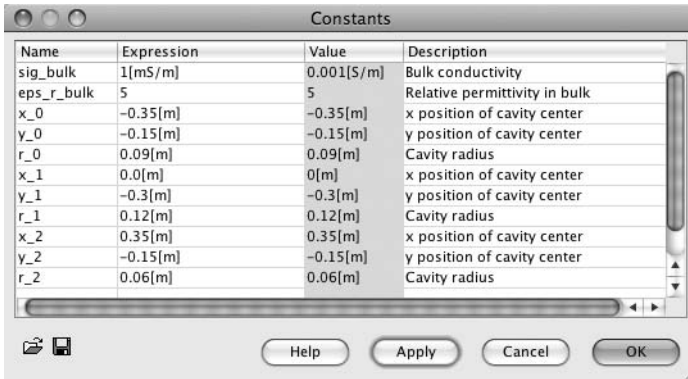 Constants
Name Expression Value Description
sig_bulk 1[mS/m] 0.001[S/m] Bulk conductivity
eps_r_bulk 5 5 Relative permittivity in bulk
x_0 -0.35[m] -0.35[m] x position of cavity center
y_0 -0.15[m] -0.15[m] y position of cavity center
r_0 0.09[m] 0.09[m] Cavity radius
x_1 0.0[m] 0[m] x position of cavity center
y_1 -0.3[m] -0.3[m] y position of cavity center
r_1 0.12[m] 0.12[m] Cavity radius
x_2 0.35[m] 0.35[m] x position of cavity center
y_2 -0.15[m] -0.15[m] y position of cavity center
r_2 0.06[m] 0.06[m] Cavity radius
Help Apply Cancel OK